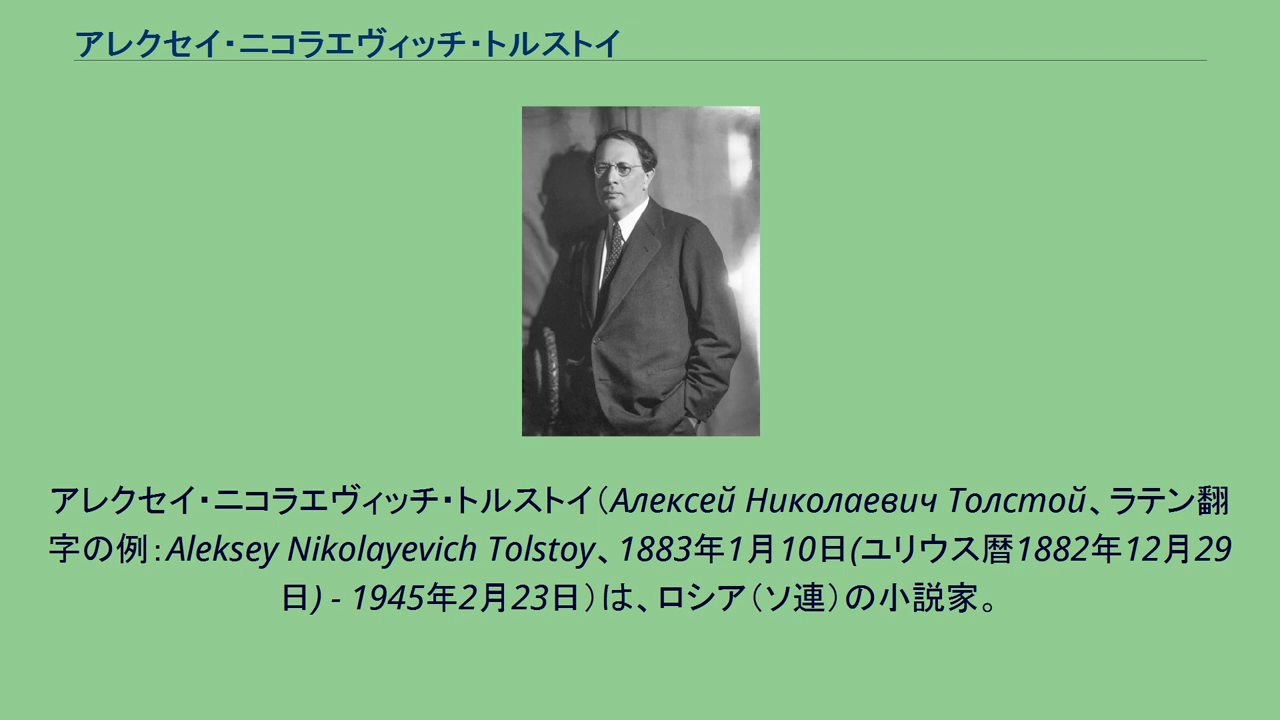 アレクセイ・ニコラエヴィッチ・トルストイ
アレクセイ・ニコラエヴィッチ・トルストイ（Алексей Николаевич Толстой、ラテン翻
字の例：Aleksey Nikolayevich Tolstoy、1883年1月10日(ユリウス暦1882年12月29
日) - 1945年2月23日）は、ロシア（ソ連）の小説家。